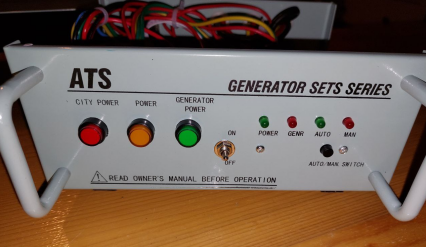 ATS
GENERATOR SETS SERIES
CITY POWER
POWER
GENERATOR
POWER
ON
OFF
POWER
GENR
AUTO
MAN
AUTO/MAN SWITCH
READ OWNER'S MANUAL BEFORE OPERATION